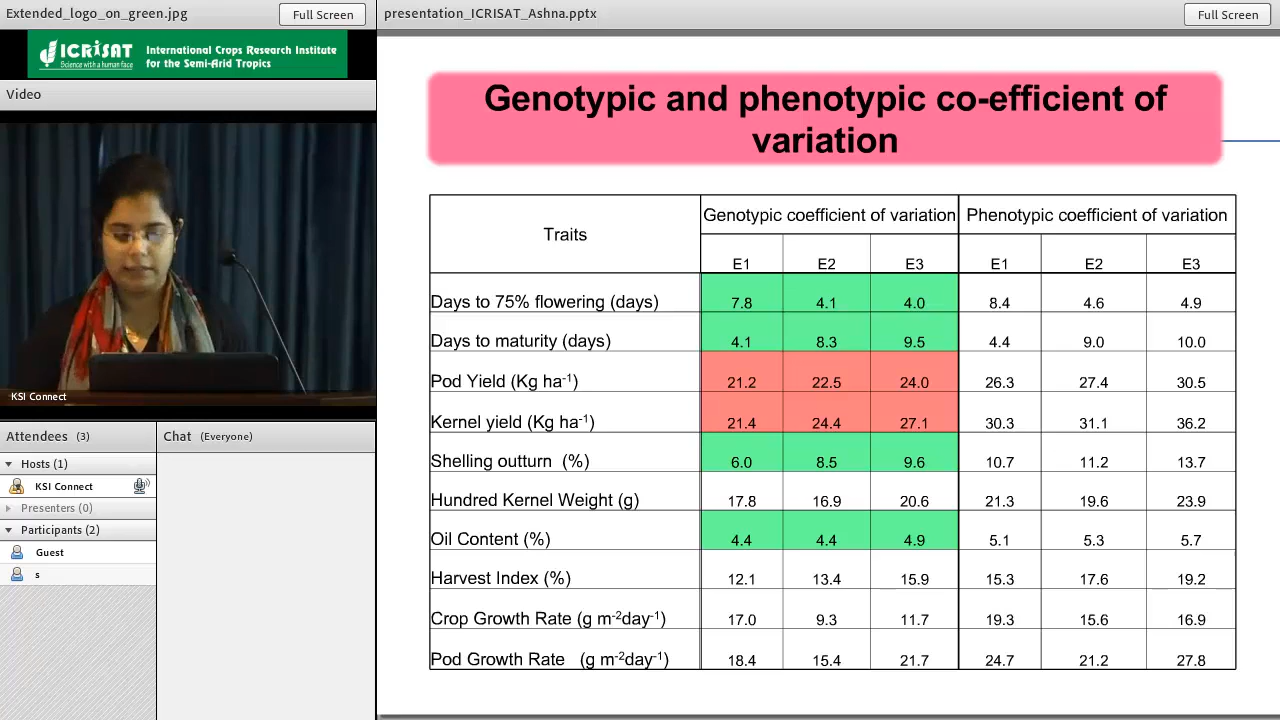 Extended_logo_on_green.jpg
Full Screen
presentation_ICRISAT_Ashna.pptx
Full Screen
ICRISAT
Science with a human face
International Crops Research Institute
for the Semi-Arid Tropics
Video
KSI Connect
Attendees (3)
Hosts (1)
KSI Connect
Presenters (0)
Participants (2)
Guest
s
Chat (Everyone)
Genotypic and phenotypic co-efficient of
variation
Traits Genotypic coefficient of variation Phenotypic coefficient of variation
E1 E2 E3 E1 E2 E3
Days to 75% flowering (days) 7.8 4.1 4.0 8.4 4.6 4.9
Days to maturity (days) 4.1 8.3 9.5 4.4 9.0 10.0
Pod Yield (Kg ha⁻¹) 21.2 22.5 24.0 26.3 27.4 30.5
Kernel yield (Kg ha⁻¹) 21.4 24.4 27.1 30.3 31.1 36.2
Shelling outturn (%) 6.0 8.5 9.6 10.7 11.2 13.7
Hundred Kernel Weight (g) 17.8 16.9 20.6 21.3 19.6 23.9
Oil Content (%) 4.4 4.4 4.9 5.1 5.3 5.7
Harvest Index (%) 12.1 13.4 15.9 15.3 17.6 19.2
Crop Growth Rate (g m⁻²day⁻¹) 17.0 9.3 11.7 19.3 15.6 16.9
Pod Growth Rate (g m⁻²day⁻¹) 18.4 15.4 21.7 24.7 21.2 27.8